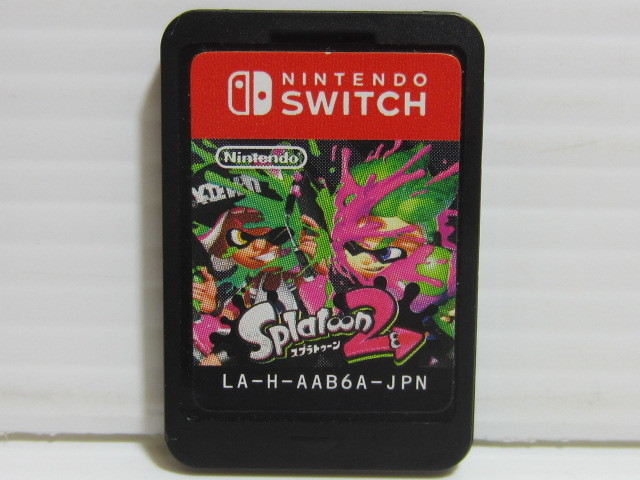 NINTENDO
SWITCH
Nintendo
Splatoon 2
スプラトゥーン
LA-H-AAB6A-JPN